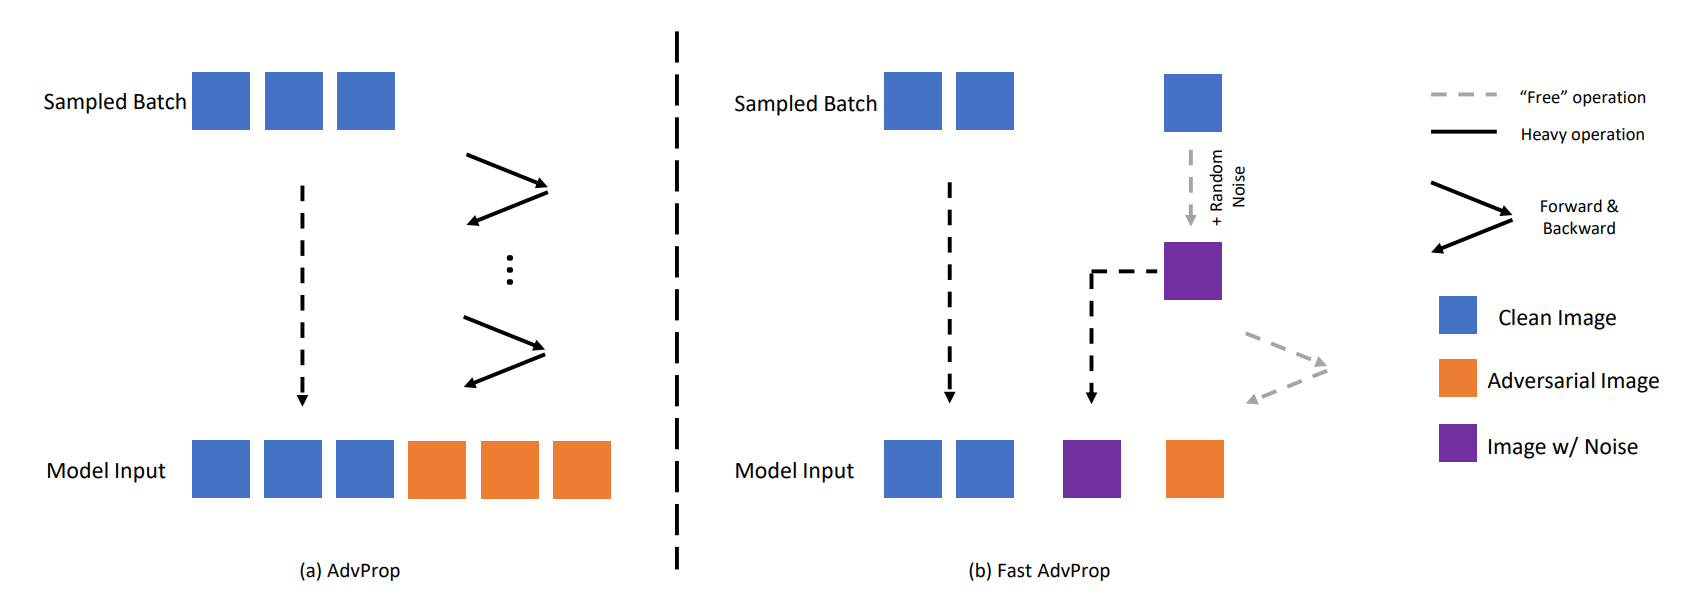 Sampled Batch
Model Input
(a) AdvProp
Sampled Batch
+ Random
Noise
Model Input
(b) Fast AdvProp
“Free” operation
Heavy operation
Forward &
Backward
Clean Image
Adversarial Image
Image w/ Noise